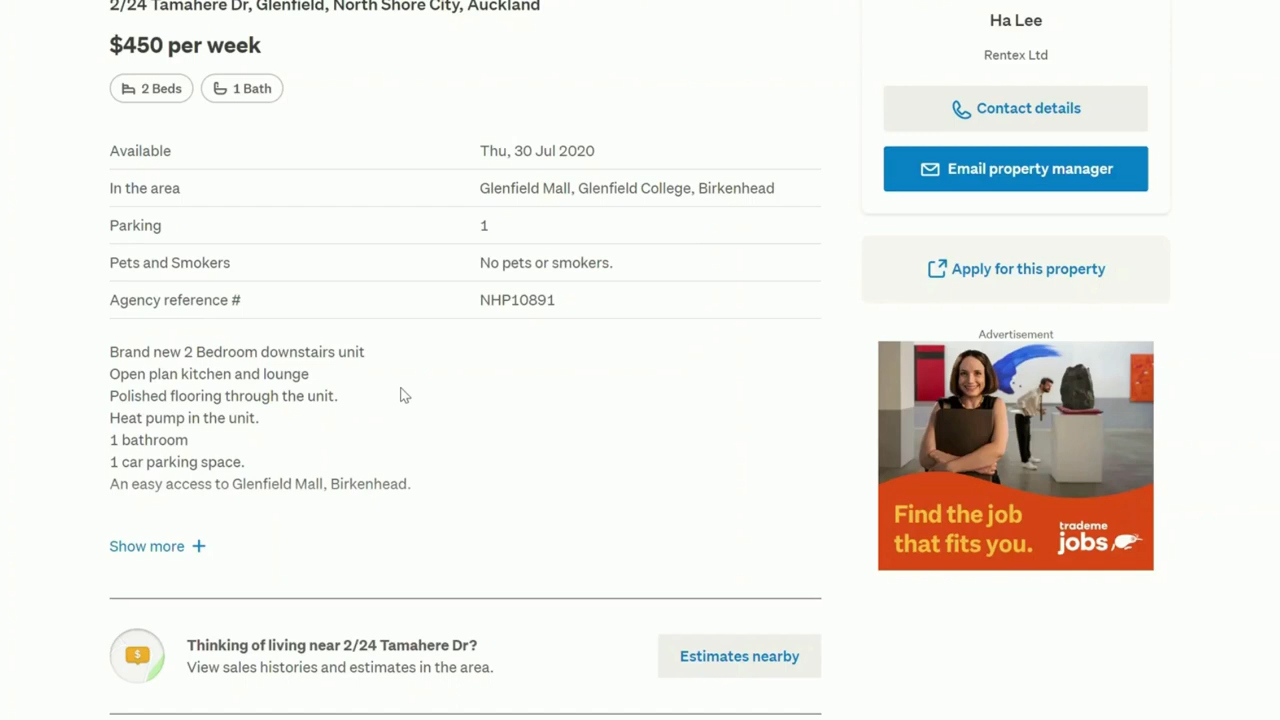 2/24 Tamahere Dr, Glenfield, North Shore City, Auckland
$450 per week
2 Beds
1 Bath
Available Thu, 30 Jul 2020
In the area Glenfield Mall, Glenfield College, Birkenhead
Parking 1
Pets and Smokers No pets or smokers.
Agency reference # NHP10891
Brand new 2 Bedroom downstairs unit
Open plan kitchen and lounge
Polished flooring through the unit.
Heat pump in the unit.
1 bathroom
1 car parking space.
An easy access to Glenfield Mall, Birkenhead.
Show more +
Thinking of living near 2/24 Tamahere Dr?
View sales histories and estimates in the area.
Estimates nearby
Ha Lee
Rentex Ltd
Contact details
Email property manager
Apply for this property
Advertisement
Find the job
that fits you.
trademe
jobs